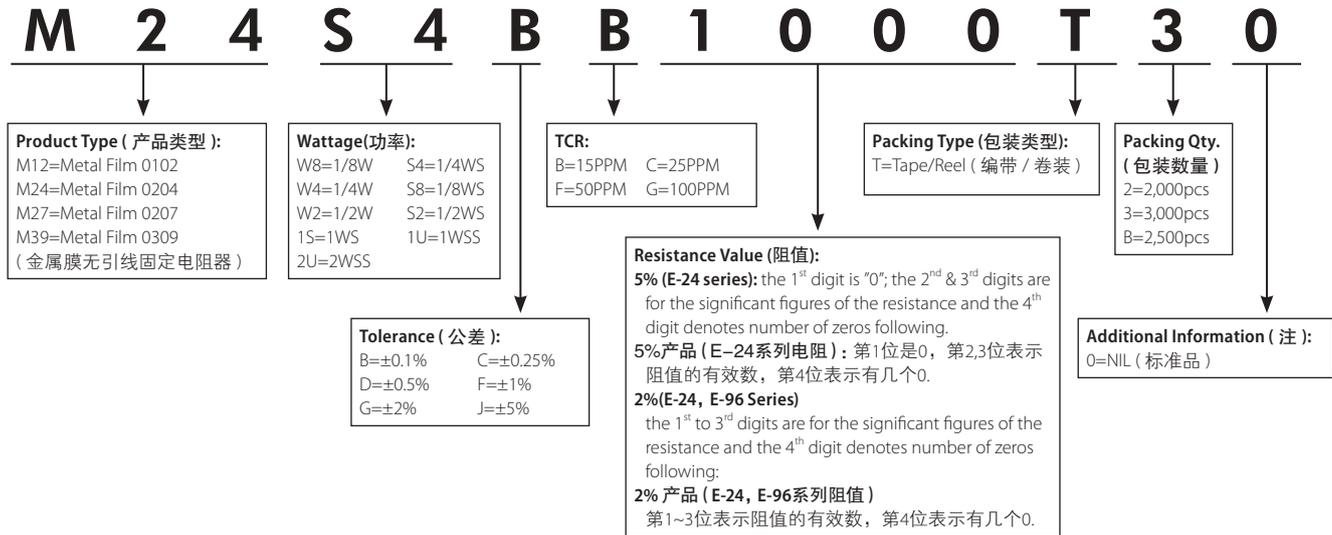 M 2 4 S 4 B B 1 0 0 0 T 3 0
Product Type ( 产品类型 ):
M12=Metal Film 0102
M24=Metal Film 0204
M27=Metal Film 0207
M39=Metal Film 0309
( 金属膜无引线固定电阻器 )
Wattage(功率):
W8=1/8W S4=1/4WS
W4=1/4W S8=1/8WS
W2=1/2W S2=1/2WS
1S=1WS 1U=1WSS
2U=2WSS
Tolerance ( 公差 ):
B=±0.1% C=±0.25%
D=±0.5% F=±1%
G=±2% J=±5%
TCR:
B=15PPM C=25PPM
F=50PPM G=100PPM
Resistance Value (阻值):
5% (E-24 series): the 1st digit is "0"; the 2nd & 3rd digits are
for the significant figures of the resistance and the 4th
digit denotes number of zeros following.
5%产品 ( E–24系列电阻 ) : 第1位是0，第2,3位表示
阻值的有效数，第4位表示有几个0.
2%(E-24, E-96 Series)
the 1st to 3rd digits are for the significant figures of the
resistance and the 4th digit denotes number of zeros
following:
2% 产品 ( E-24, E-96系列阻值 )
第1~3位表示阻值的有效数，第4位表示有几个0.
Packing Type (包装类型):
T=Tape/Reel ( 编带 / 卷装 )
Packing Qty.
( 包装数量 )
2=2,000pcs
3=3,000pcs
B=2,500pcs
Additional Information ( 注 ):
0=NIL ( 标准品 )